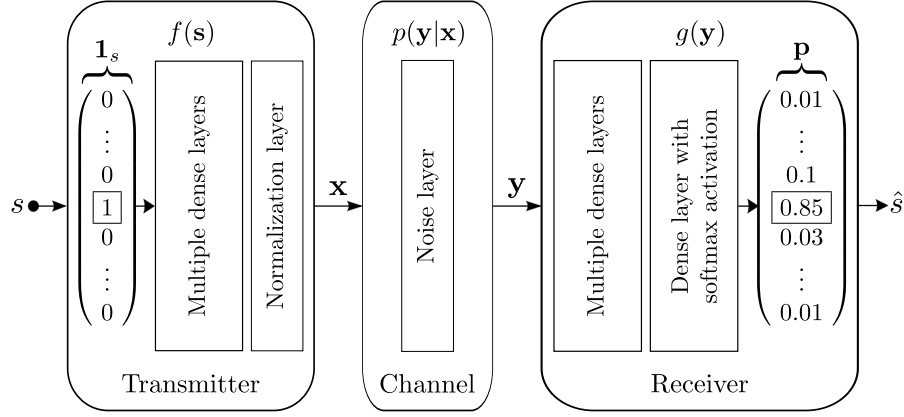 f(𝐬)
p(𝐲|𝐱)
g(𝐲)
𝟏ₛ
𝐩
0
⋮
0
1
0
⋮
0
s
Multiple dense layers
Normalization layer
𝐱
Noise layer
𝐲
Multiple dense layers
Dense layer with
softmax activation
0.01
⋮
0.1
0.85
0.03
⋮
0.01
ŝ
Transmitter
Channel
Receiver